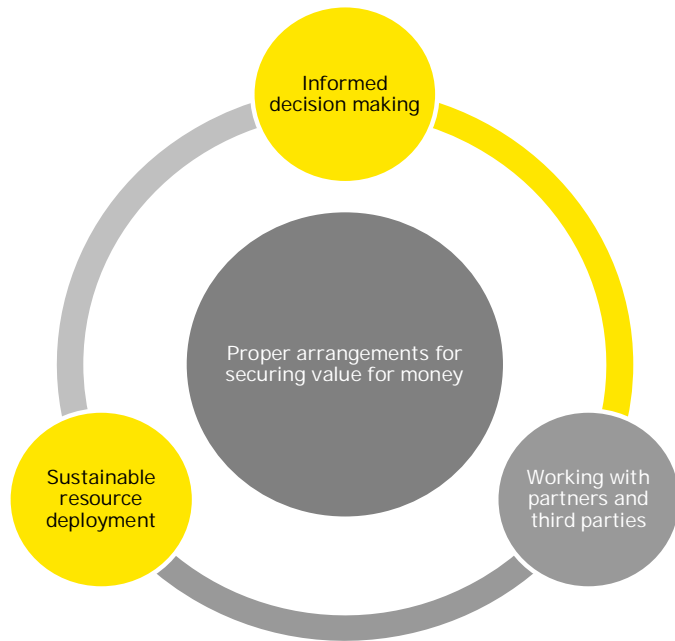 Informed
decision making
Proper arrangements for
securing value for money
Sustainable
resource
deployment
Working with
partners and
third parties